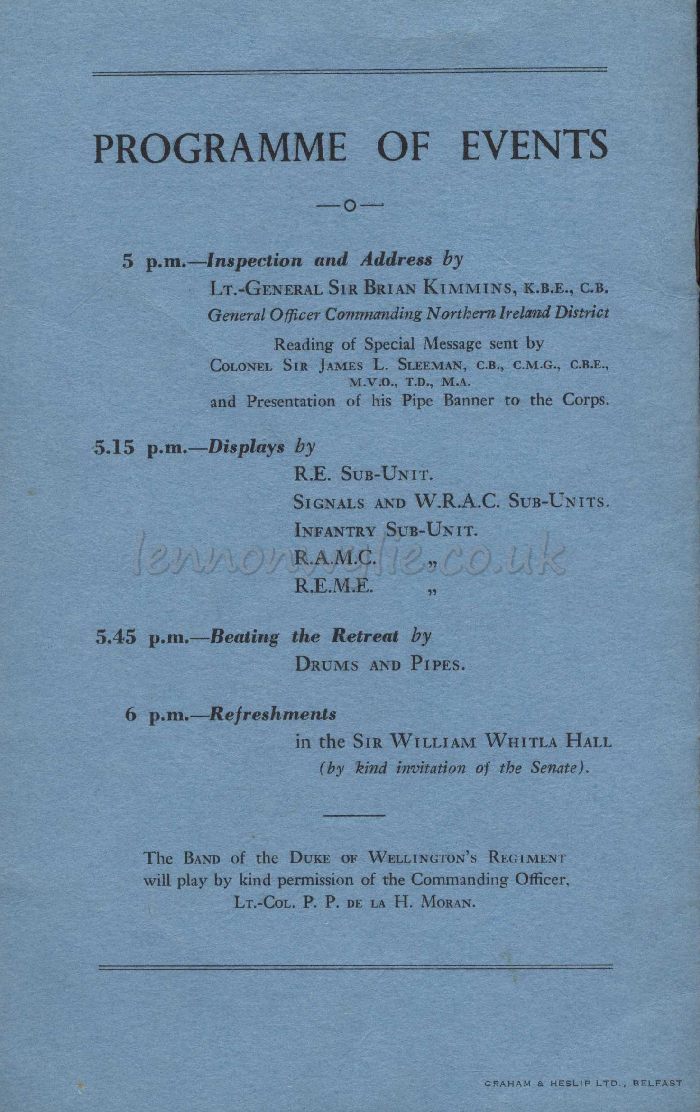 PROGRAMME OF EVENTS
5 p.m.—Inspection and Address by
LT.-GENERAL SIR BRIAN KIMMINS, K.B.E., C.B.
General Officer Commanding Northern Ireland District
Reading of Special Message sent by
COLONEL SIR JAMES L. SLEEMAN, C.B., C.M.G., C.B.E.,
M.V.O., T.D., M.A.
and Presentation of his Pipe Banner to the Corps.
5.15 p.m.—Displays by
R.E. SUB-UNIT.
SIGNALS AND W.R.A.C. SUB-UNITS.
INFANTRY SUB-UNIT.
lennonwylie.co.uk
R.A.M.C. „
R.E.M.E. „
5.45 p.m.—Beating the Retreat by
DRUMS AND PIPES.
6 p.m.—Refreshments
in the SIR WILLIAM WHITLA HALL
(by kind invitation of the Senate).
The BAND of the DUKE OF WELLINGTON'S REGIMENT
will play by kind permission of the Commanding Officer,
LT.-COL. P. P. DE LA H. MORAN.
GRAHAM & HESLIP LTD., BELFAST